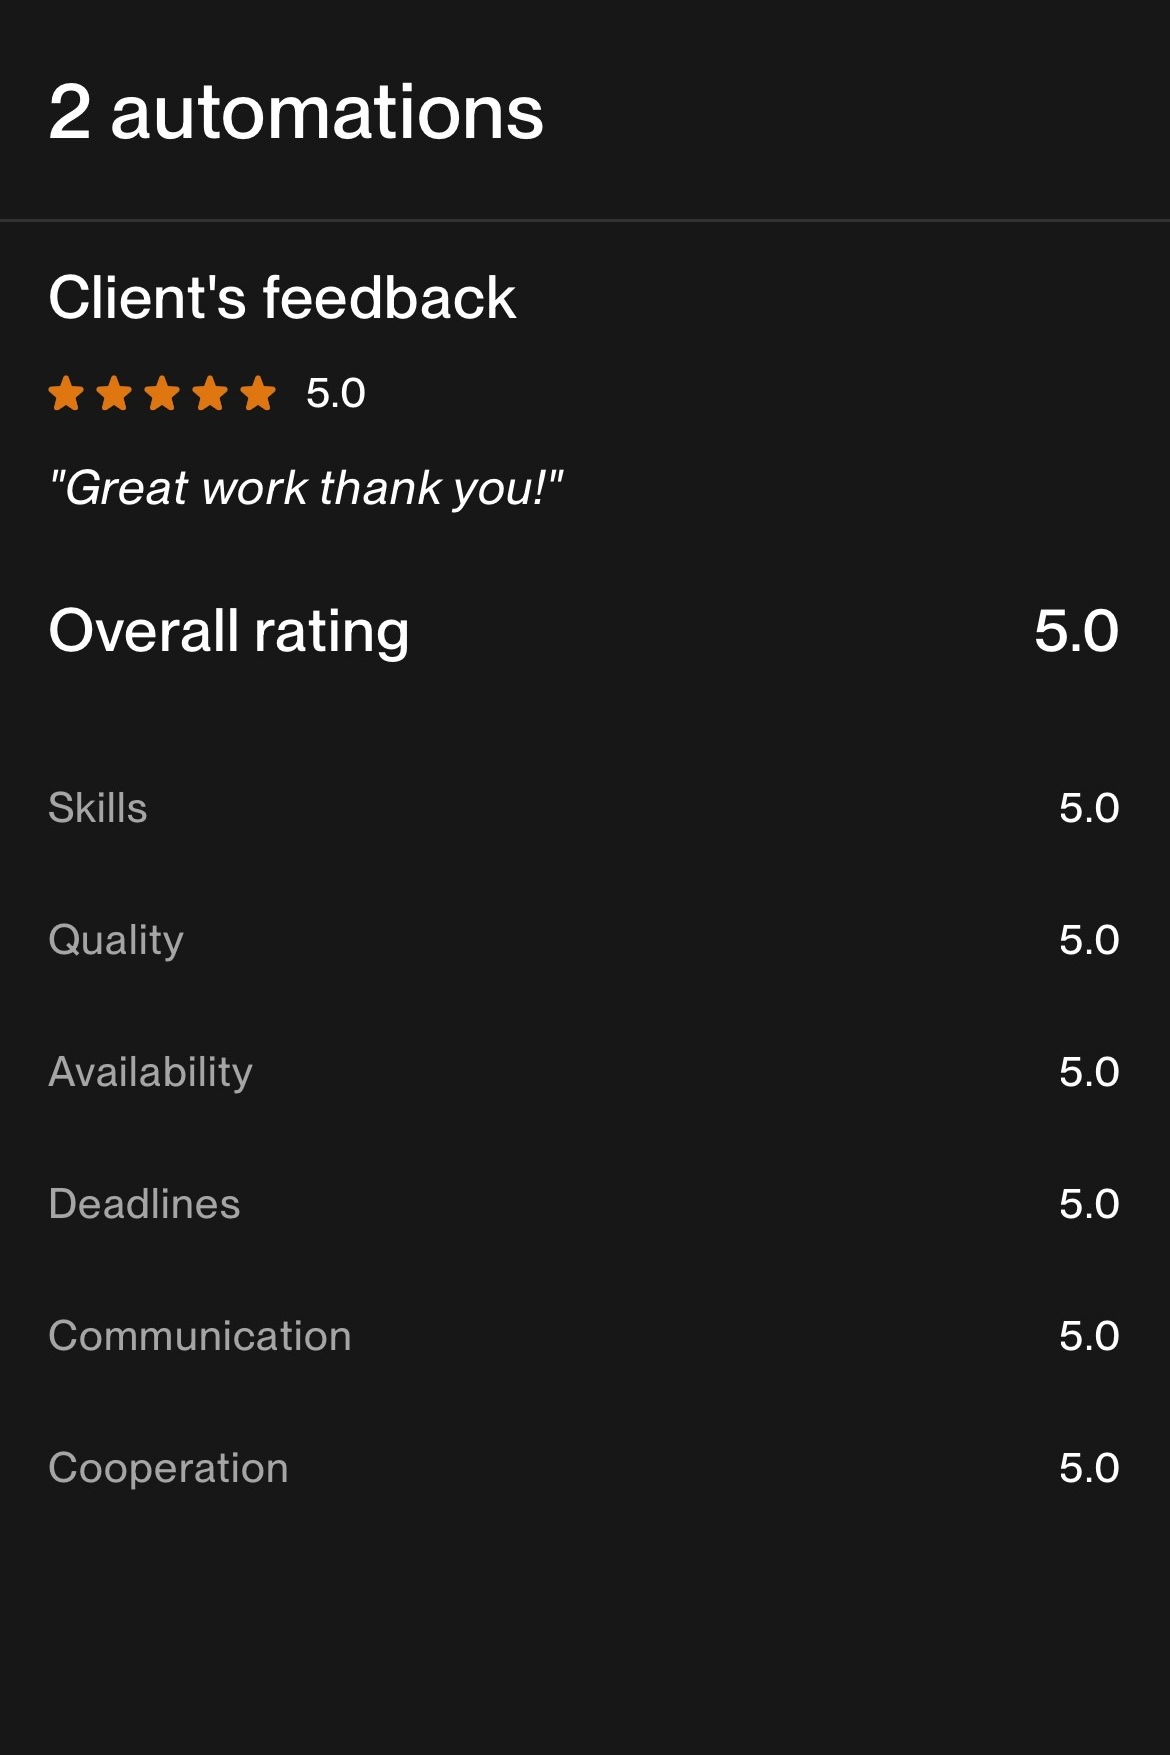 2 automations
Client's feedback
5.0
"Great work thank you!"
Overall rating 5.0
Skills 5.0
Quality 5.0
Availability 5.0
Deadlines 5.0
Communication 5.0
Cooperation 5.0